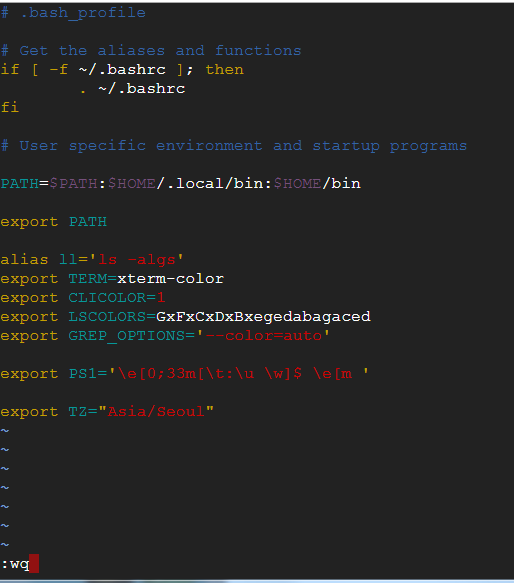 # .bash_profile
# Get the aliases and functions
if [ -f ~/.bashrc ]; then
. ~/.bashrc
fi
# User specific environment and startup programs
PATH=$PATH:$HOME/.local/bin:$HOME/bin
export PATH
alias ll='ls -algs'
export TERM=xterm-color
export CLICOLOR=1
export LSCOLORS=GxFxCxDxBxegedabagaced
export GREP_OPTIONS='--color=auto'
export PS1='\e[0;33m[\t:\u \w]$ \e[m '
export TZ="Asia/Seoul"
~
~
~
~
~
~
~
:wq